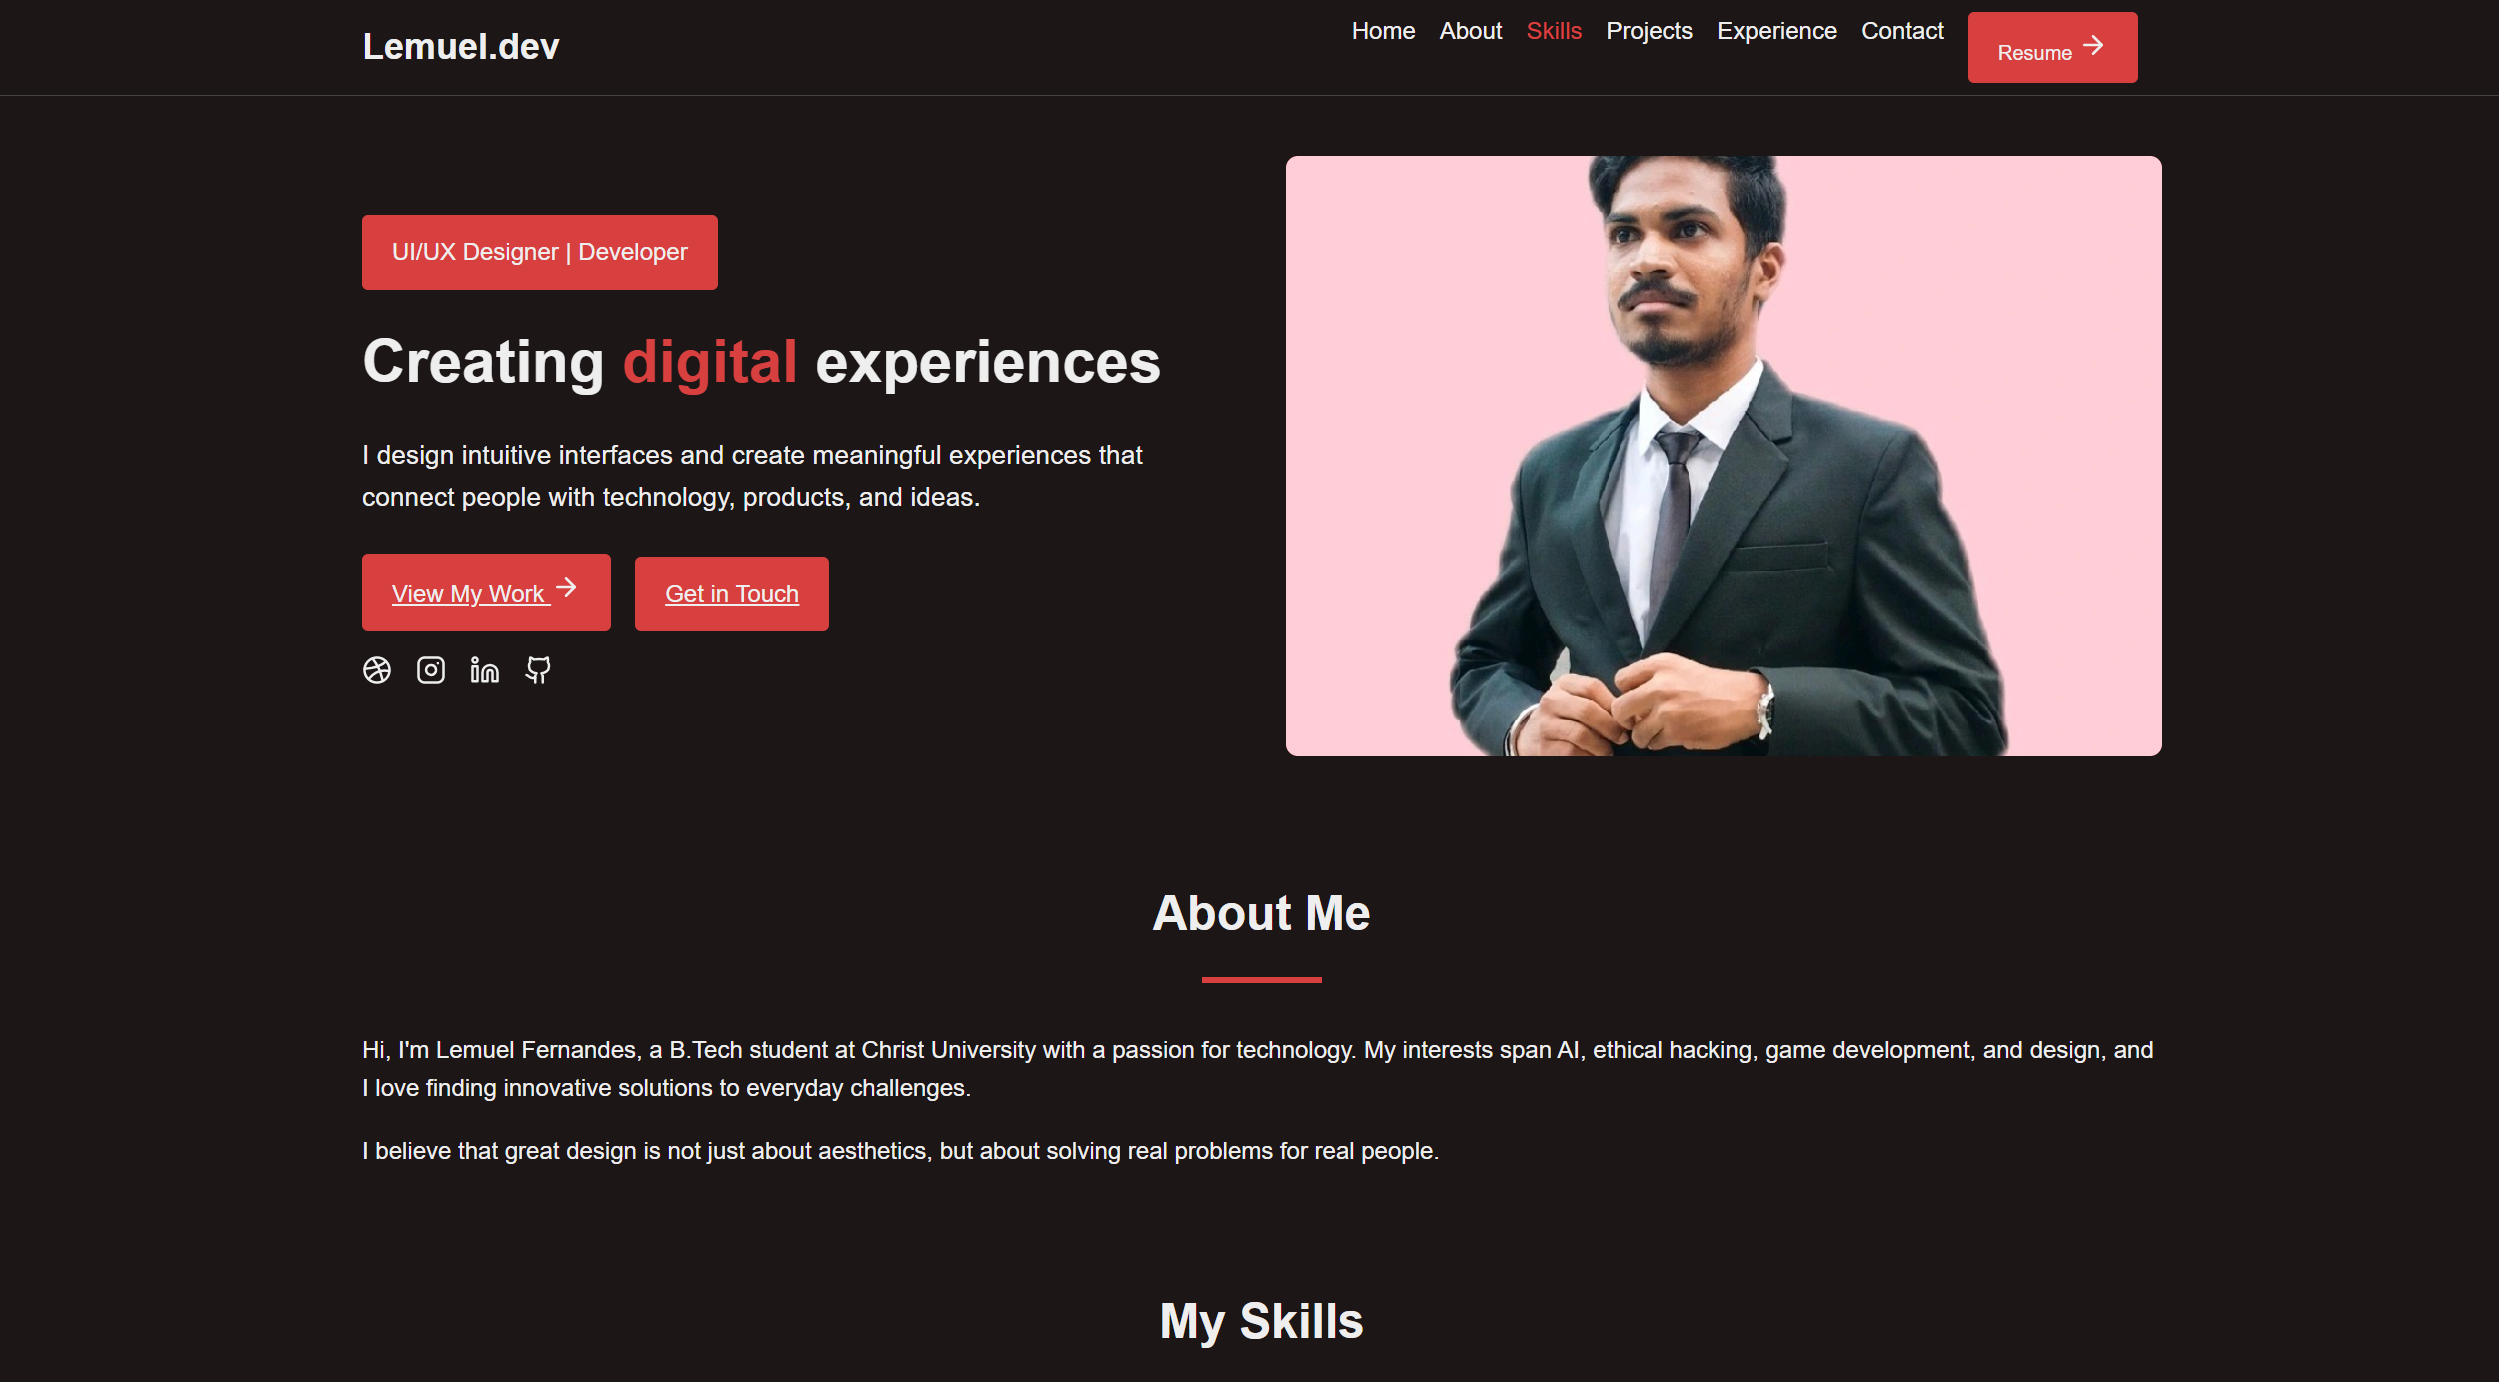 Lemuel.dev
Home About Skills Projects Experience Contact Resume
UI/UX Designer | Developer
Creating digital experiences
I design intuitive interfaces and create meaningful experiences that
connect people with technology, products, and ideas.
View My Work Get in Touch
About Me
Hi, I'm Lemuel Fernandes, a B.Tech student at Christ University with a passion for technology. My interests span AI, ethical hacking, game development, and design, and
I love finding innovative solutions to everyday challenges.
I believe that great design is not just about aesthetics, but about solving real problems for real people.
My Skills